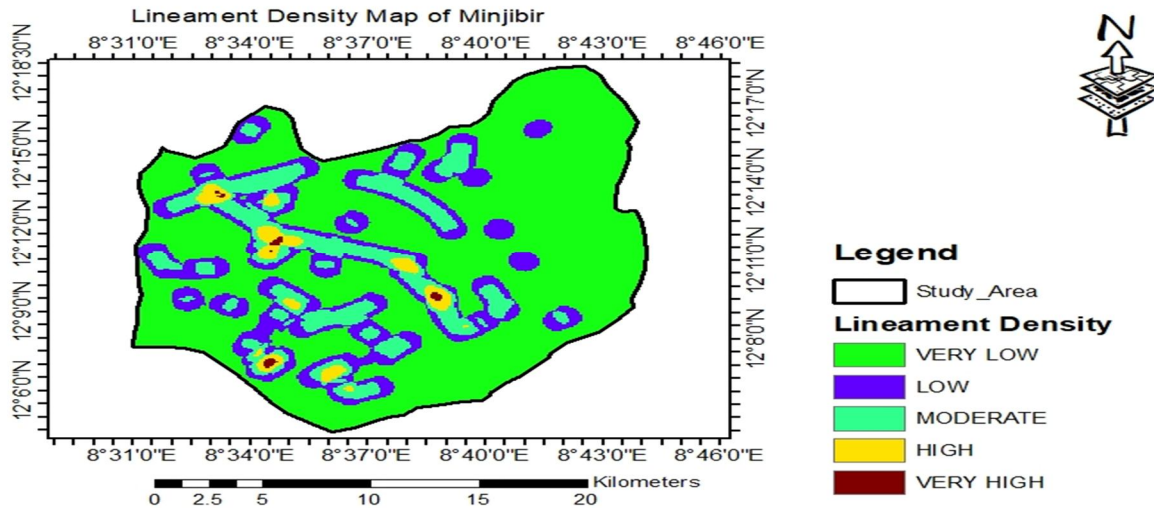 Lineament Density Map of Minjibir
8°31'0"E 8°34'0"E 8°37'0"E 8°40'0"E 8°43'0"E 8°46'0"E
12°18'30"N
12°15'0"N
12°12'0"N
12°9'0"N
12°6'0"N
12°17'0"N
12°14'0"N
12°11'0"N
12°8'0"N
8°31'0"E 8°34'0"E 8°37'0"E 8°40'0"E 8°43'0"E 8°46'0"E
0 2.5 5 10 15 20 Kilometers
N
Legend
Study_Area
Lineament Density
VERY LOW
LOW
MODERATE
HIGH
VERY HIGH